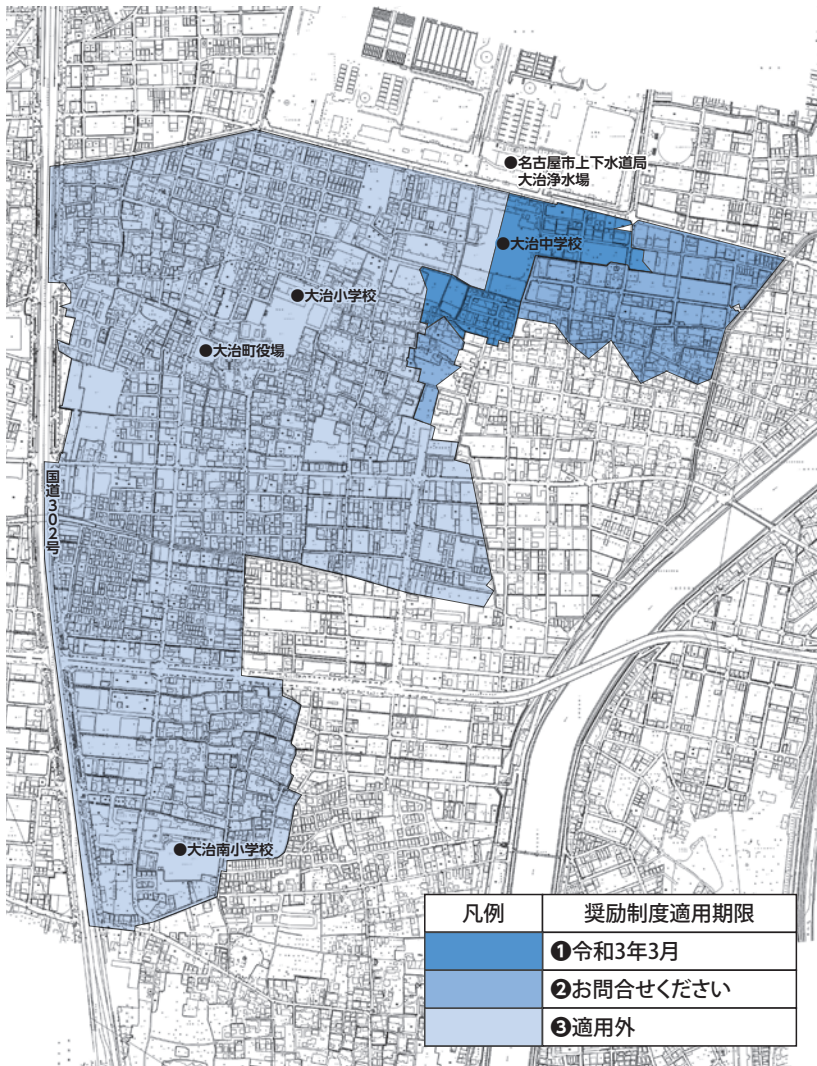 ●名古屋市上下水道局
大治浄水場
●大治中学校
●大治小学校
●大治町役場
国道302号
●大治南小学校
凡例 奨励制度適用期限
❶令和3年3月
❷お問合せください
❸適用外